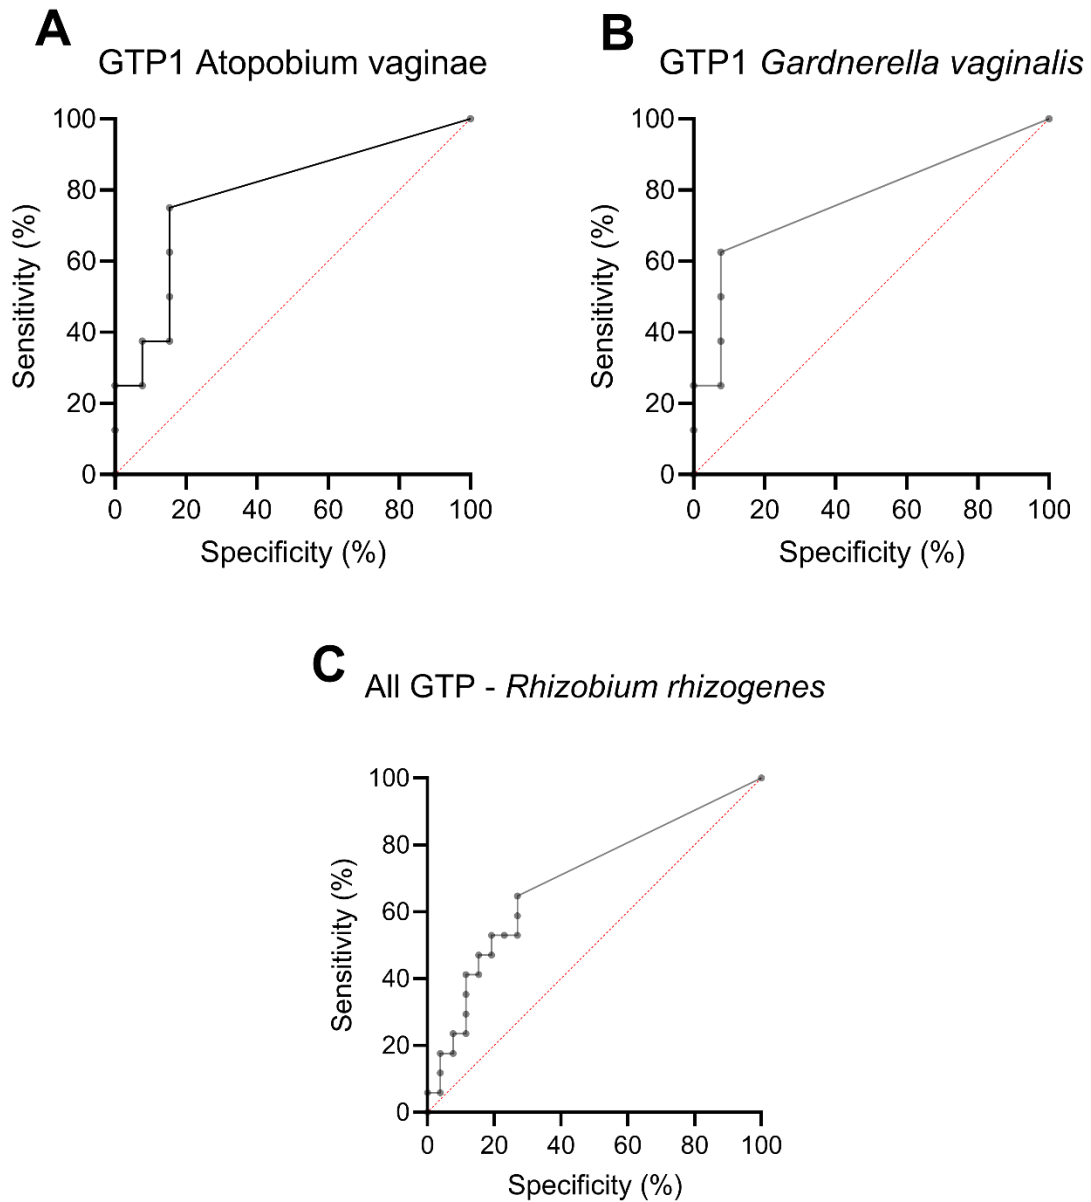 A
GTP1 Atopobium vaginae
100
80
60
40
20
0
Sensitivity (%)
0 20 40 60 80 100
Specificity (%)
B
GTP1 Gardnerella vaginalis
100
80
60
40
20
0
Sensitivity (%)
0 20 40 60 80 100
Specificity (%)
C
All GTP - Rhizobium rhizogenes
100
80
60
40
20
0
Sensitivity (%)
0 20 40 60 80 100
Specificity (%)